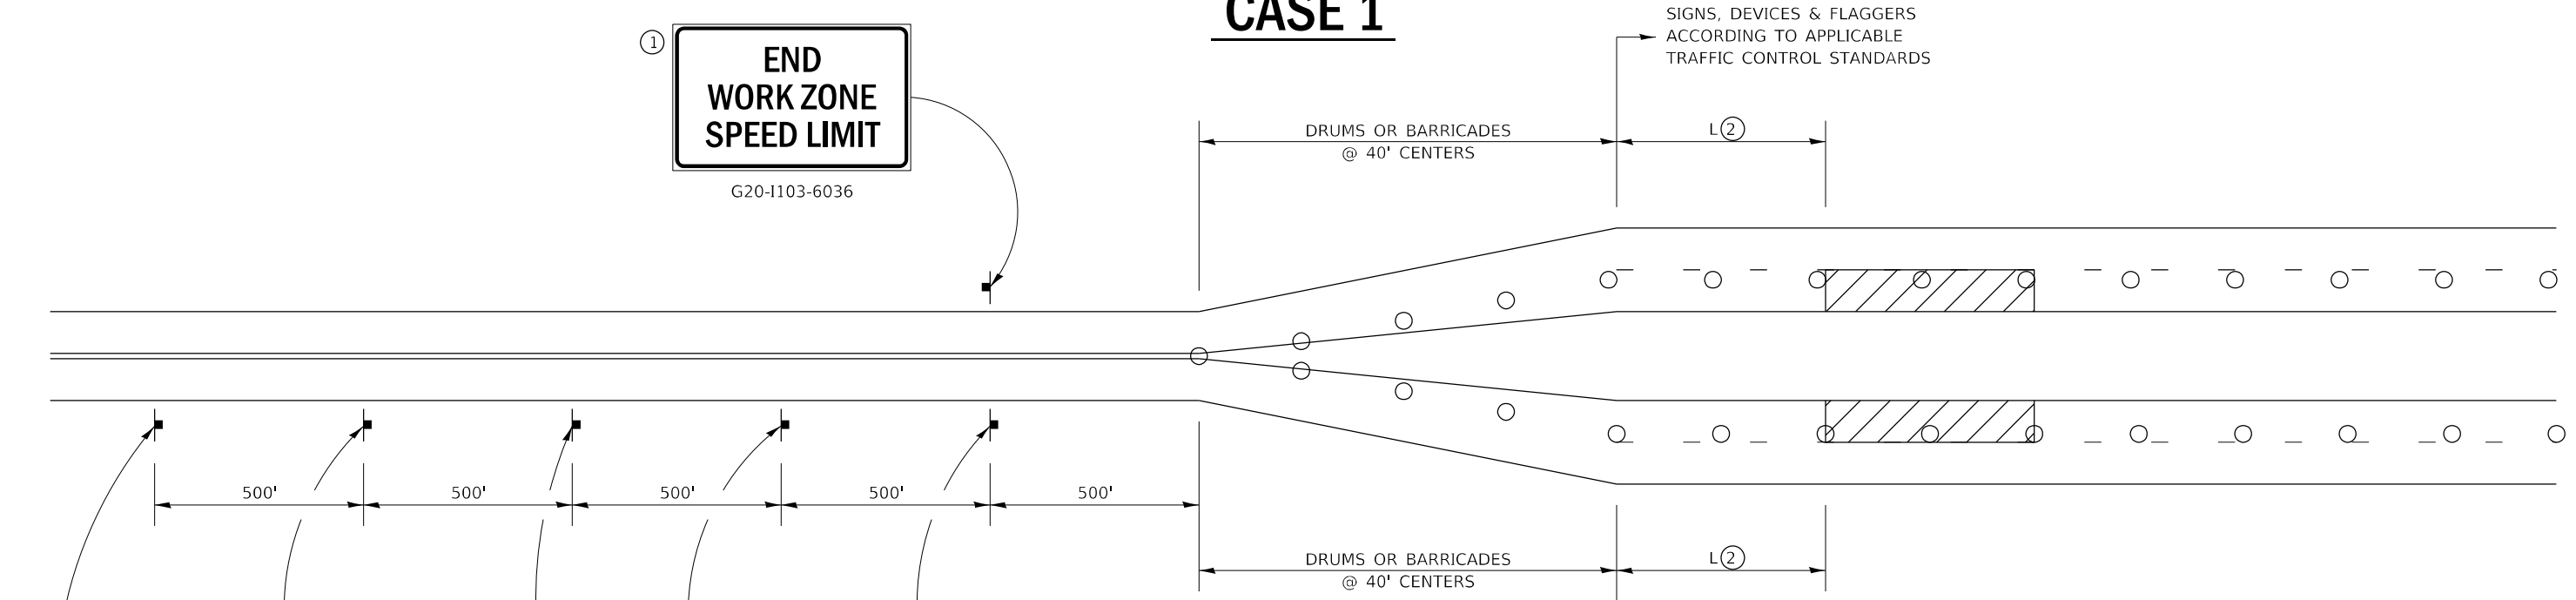 CASE 1
SIGNS, DEVICES & FLAGGERS
ACCORDING TO APPLICABLE
TRAFFIC CONTROL STANDARDS
1
END
WORK ZONE
SPEED LIMIT
G20-I103-6036
DRUMS OR BARRICADES
@ 40' CENTERS
L 2
500'
500'
500'
500'
500'
DRUMS OR BARRICADES
@ 40' CENTERS
L 2